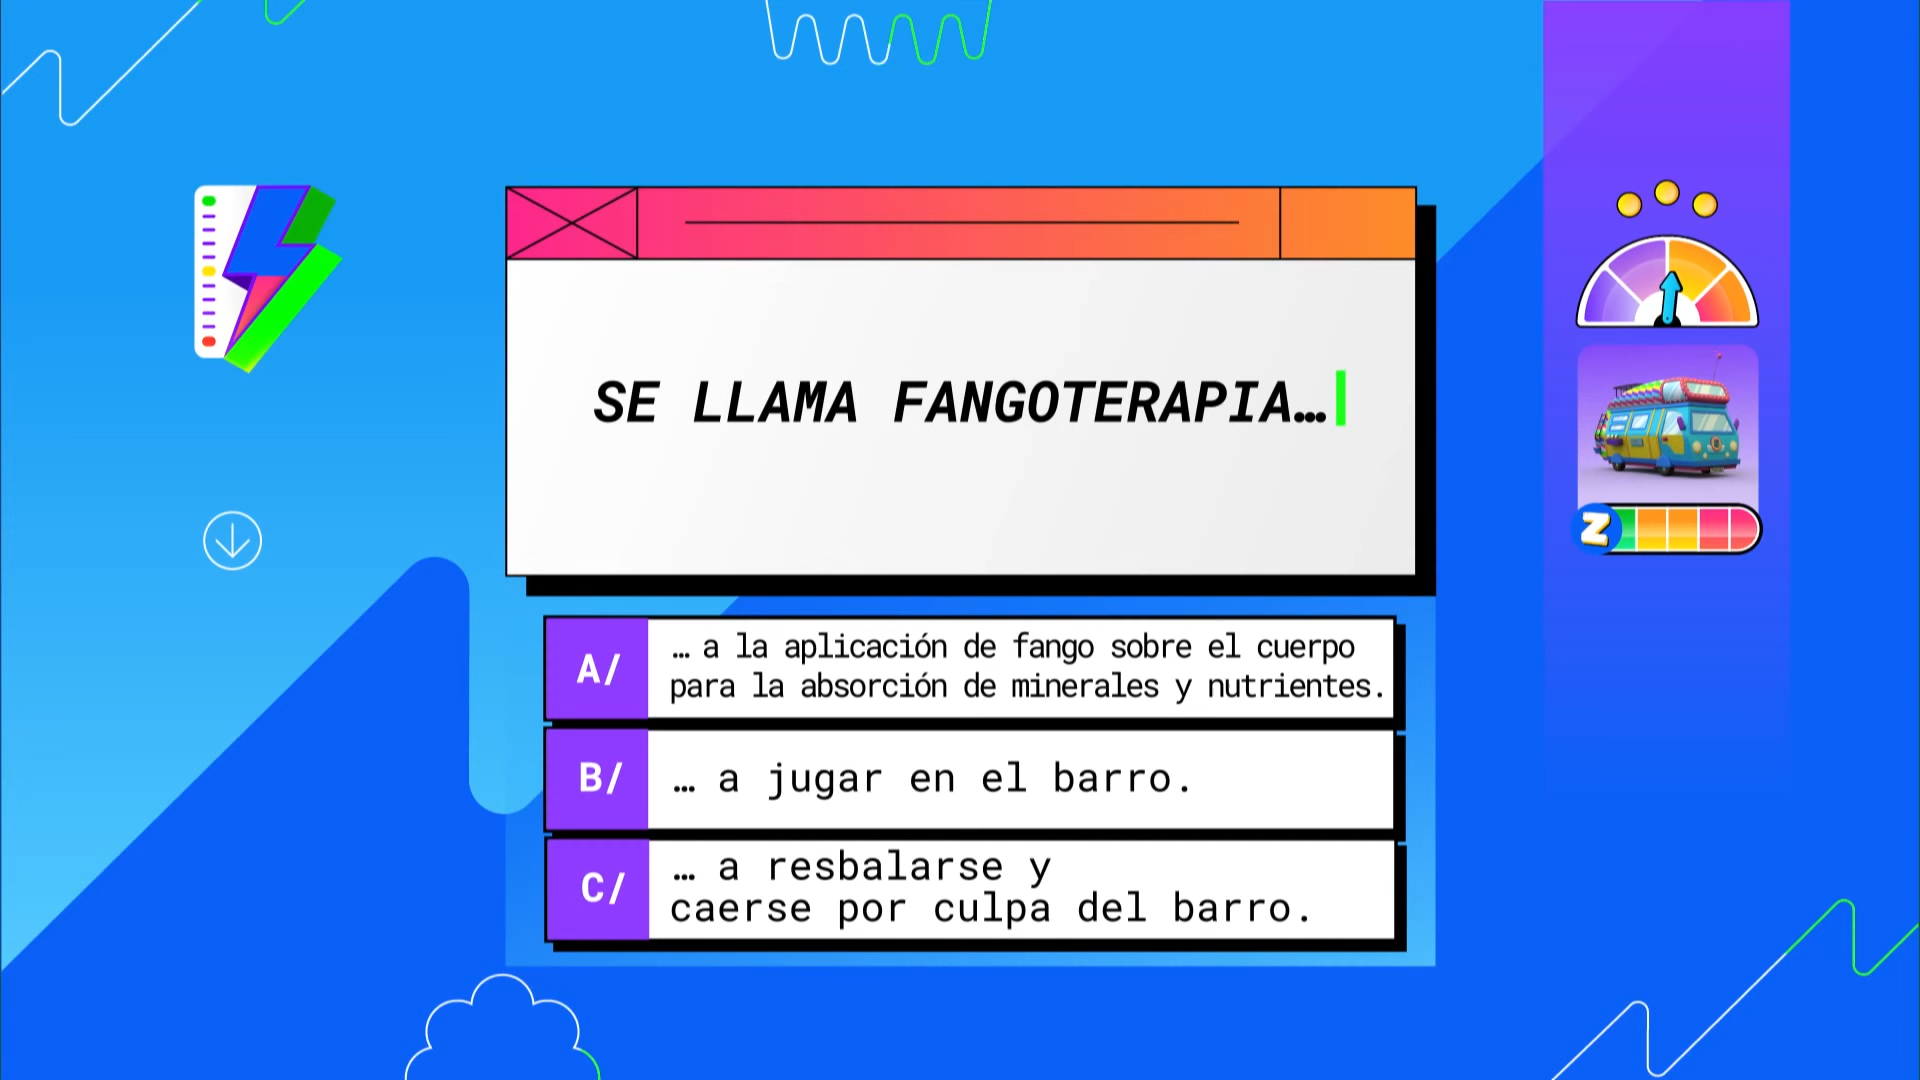 SE LLAMA FANGOTERAPIA…
A/
… a la aplicación de fango sobre el cuerpo
para la absorción de minerales y nutrientes.
B/
… a jugar en el barro.
C/
… a resbalarse y
caerse por culpa del barro.
Z